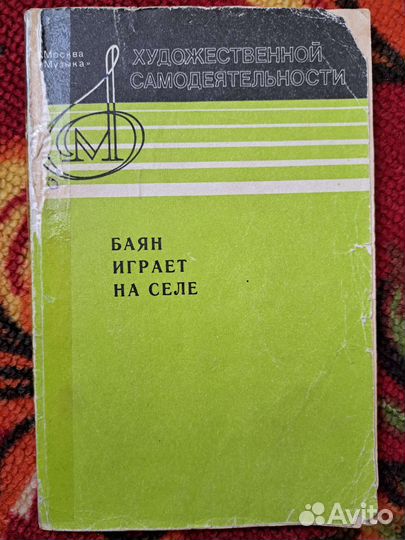 Москва
«Музыка»
ХУДОЖЕСТВЕННОЙ
САМОДЕЯТЕЛЬНОСТИ
М
БАЯН
ИГРАЕТ
НА СЕЛЕ
Avito